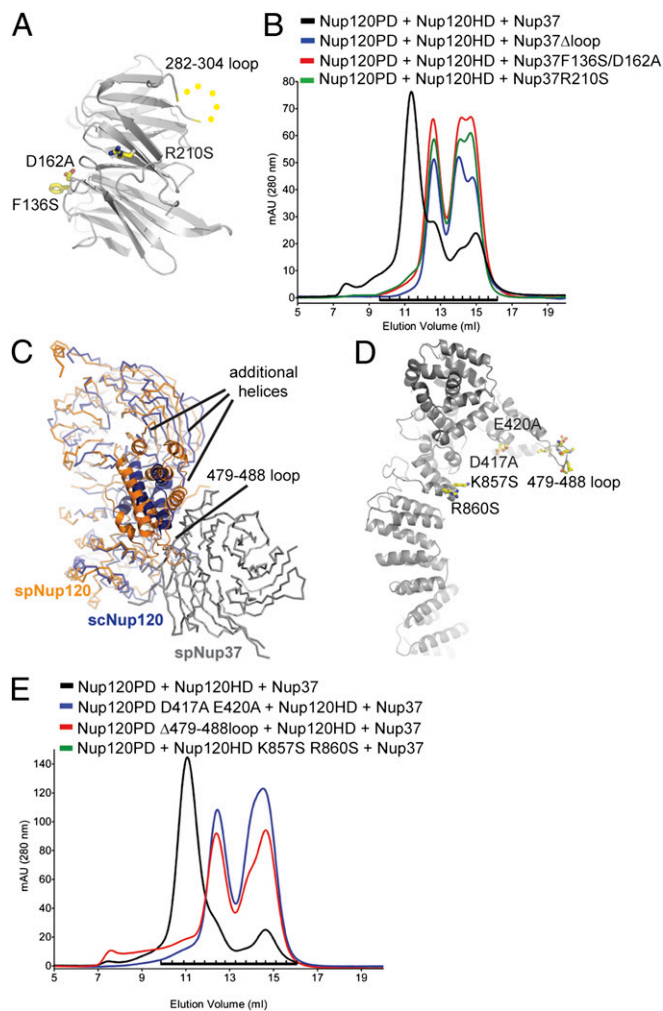 A
282-304 loop
D162A
R210S
F136S
B
Nup120PD + Nup120HD + Nup37
Nup120PD + Nup120HD + Nup37Δloop
Nup120PD + Nup120HD + Nup37F136S/D162A
Nup120PD + Nup120HD + Nup37R210S
mAU (280 nm)
80
70
60
50
40
30
20
10
0
5 7 9 11 13 15 17 19
Elution Volume (ml)
C
additional
helices
479-488 loop
spNup120
scNup120
spNup37
D
E420A
D417A
K857S
479-488 loop
R860S
E
Nup120PD + Nup120HD + Nup37
Nup120PD D417A E420A + Nup120HD + Nup37
Nup120PD Δ479-488loop + Nup120HD + Nup37
Nup120PD + Nup120HD K857S R860S + Nup37
mAU (280 nm)
140
120
100
80
60
40
20
0
5 7 9 11 13 15 17 19
Elution Volume (ml)